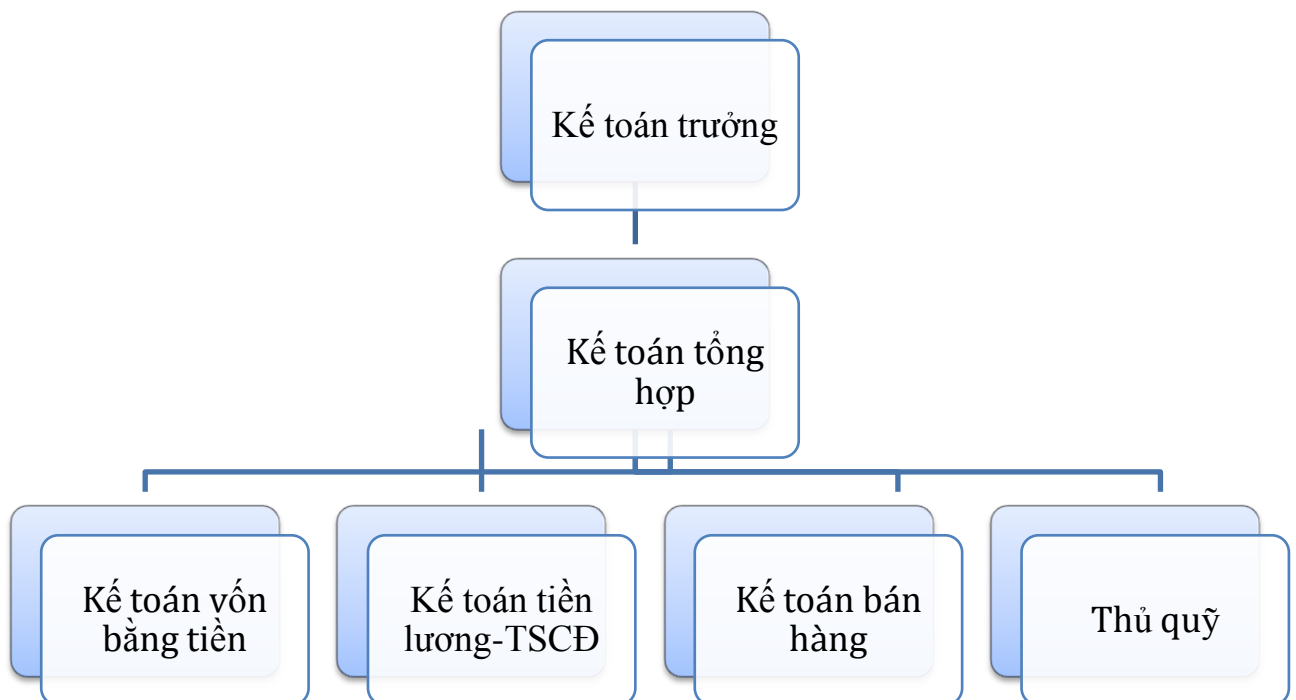 Kế toán trưởng
Kế toán tổng
hợp
Kế toán vốn
bằng tiền
Kế toán tiền
lương-TSCĐ
Kế toán bán
hàng
Thủ quỹ